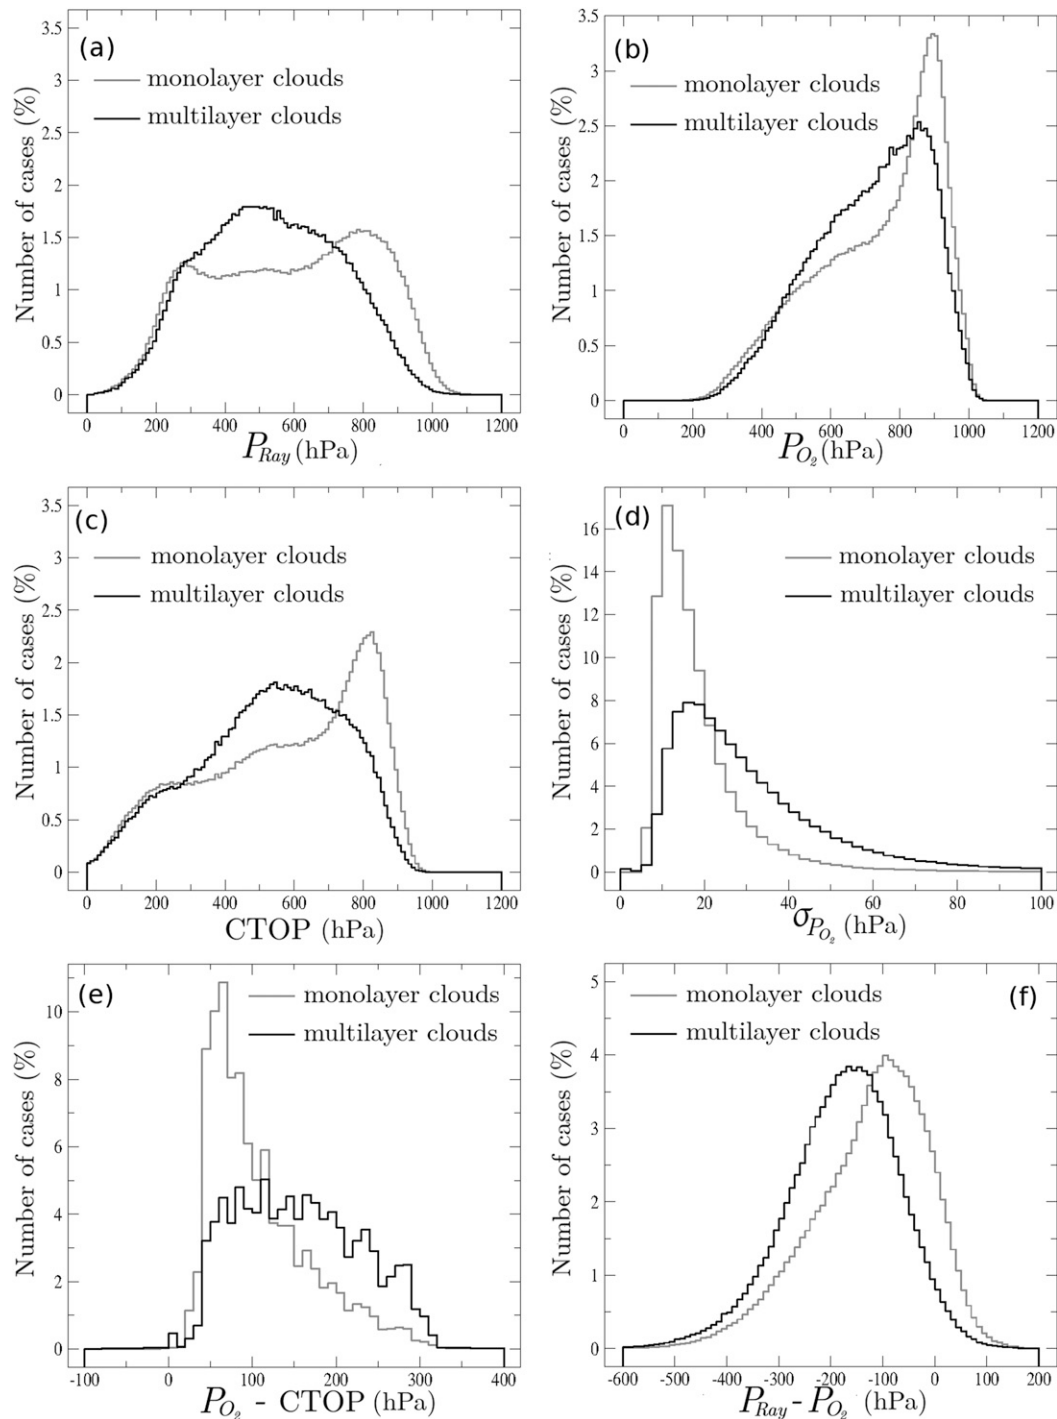 (a)
monolayer clouds
multilayer clouds
Number of cases (%)
3.5
3
2.5
2
1.5
1
0.5
0
0 200 400 600 800 1000 1200
P_Ray (hPa)
(b)
monolayer clouds
multilayer clouds
Number of cases (%)
3.5
3
2.5
2
1.5
1
0.5
0
0 200 400 600 800 1000 1200
P_O₂ (hPa)
(c)
monolayer clouds
multilayer clouds
Number of cases (%)
3.5
3
2.5
2
1.5
1
0.5
0
0 200 400 600 800 1000 1200
CTOP (hPa)
(d)
monolayer clouds
multilayer clouds
Number of cases (%)
16
14
12
10
8
6
4
2
0
0 20 40 60 80 100
σ_P_O₂ (hPa)
(e)
monolayer clouds
multilayer clouds
Number of cases (%)
10
8
6
4
2
0
-100 0 100 200 300 400
P_O₂ - CTOP (hPa)
(f)
monolayer clouds
multilayer clouds
Number of cases (%)
5
4
3
2
1
0
-600 -500 -400 -300 -200 -100 0 100 200
P_Ray - P_O₂ (hPa)